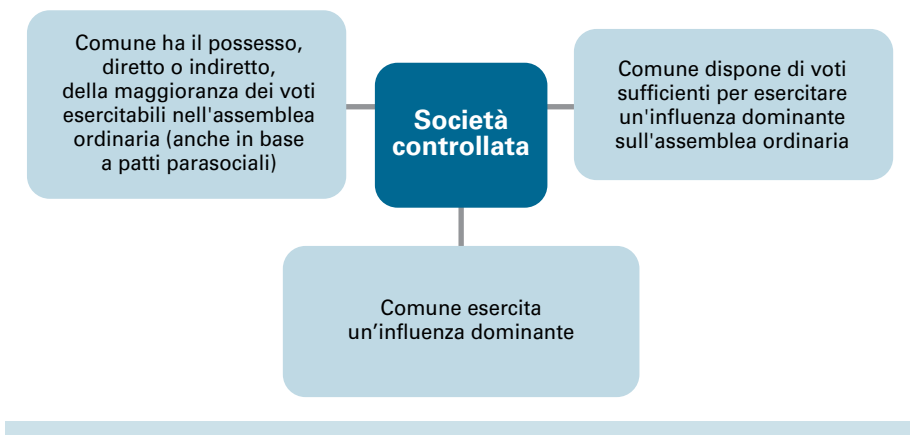 Comune ha il possesso,
diretto o indiretto,
della maggioranza dei voti
esercitabili nell'assemblea
ordinaria (anche in base
a patti parasociali)
Società
controllata
Comune dispone di voti
sufficienti per esercitare
un'influenza dominante
sull'assemblea ordinaria
Comune esercita
un’influenza dominante